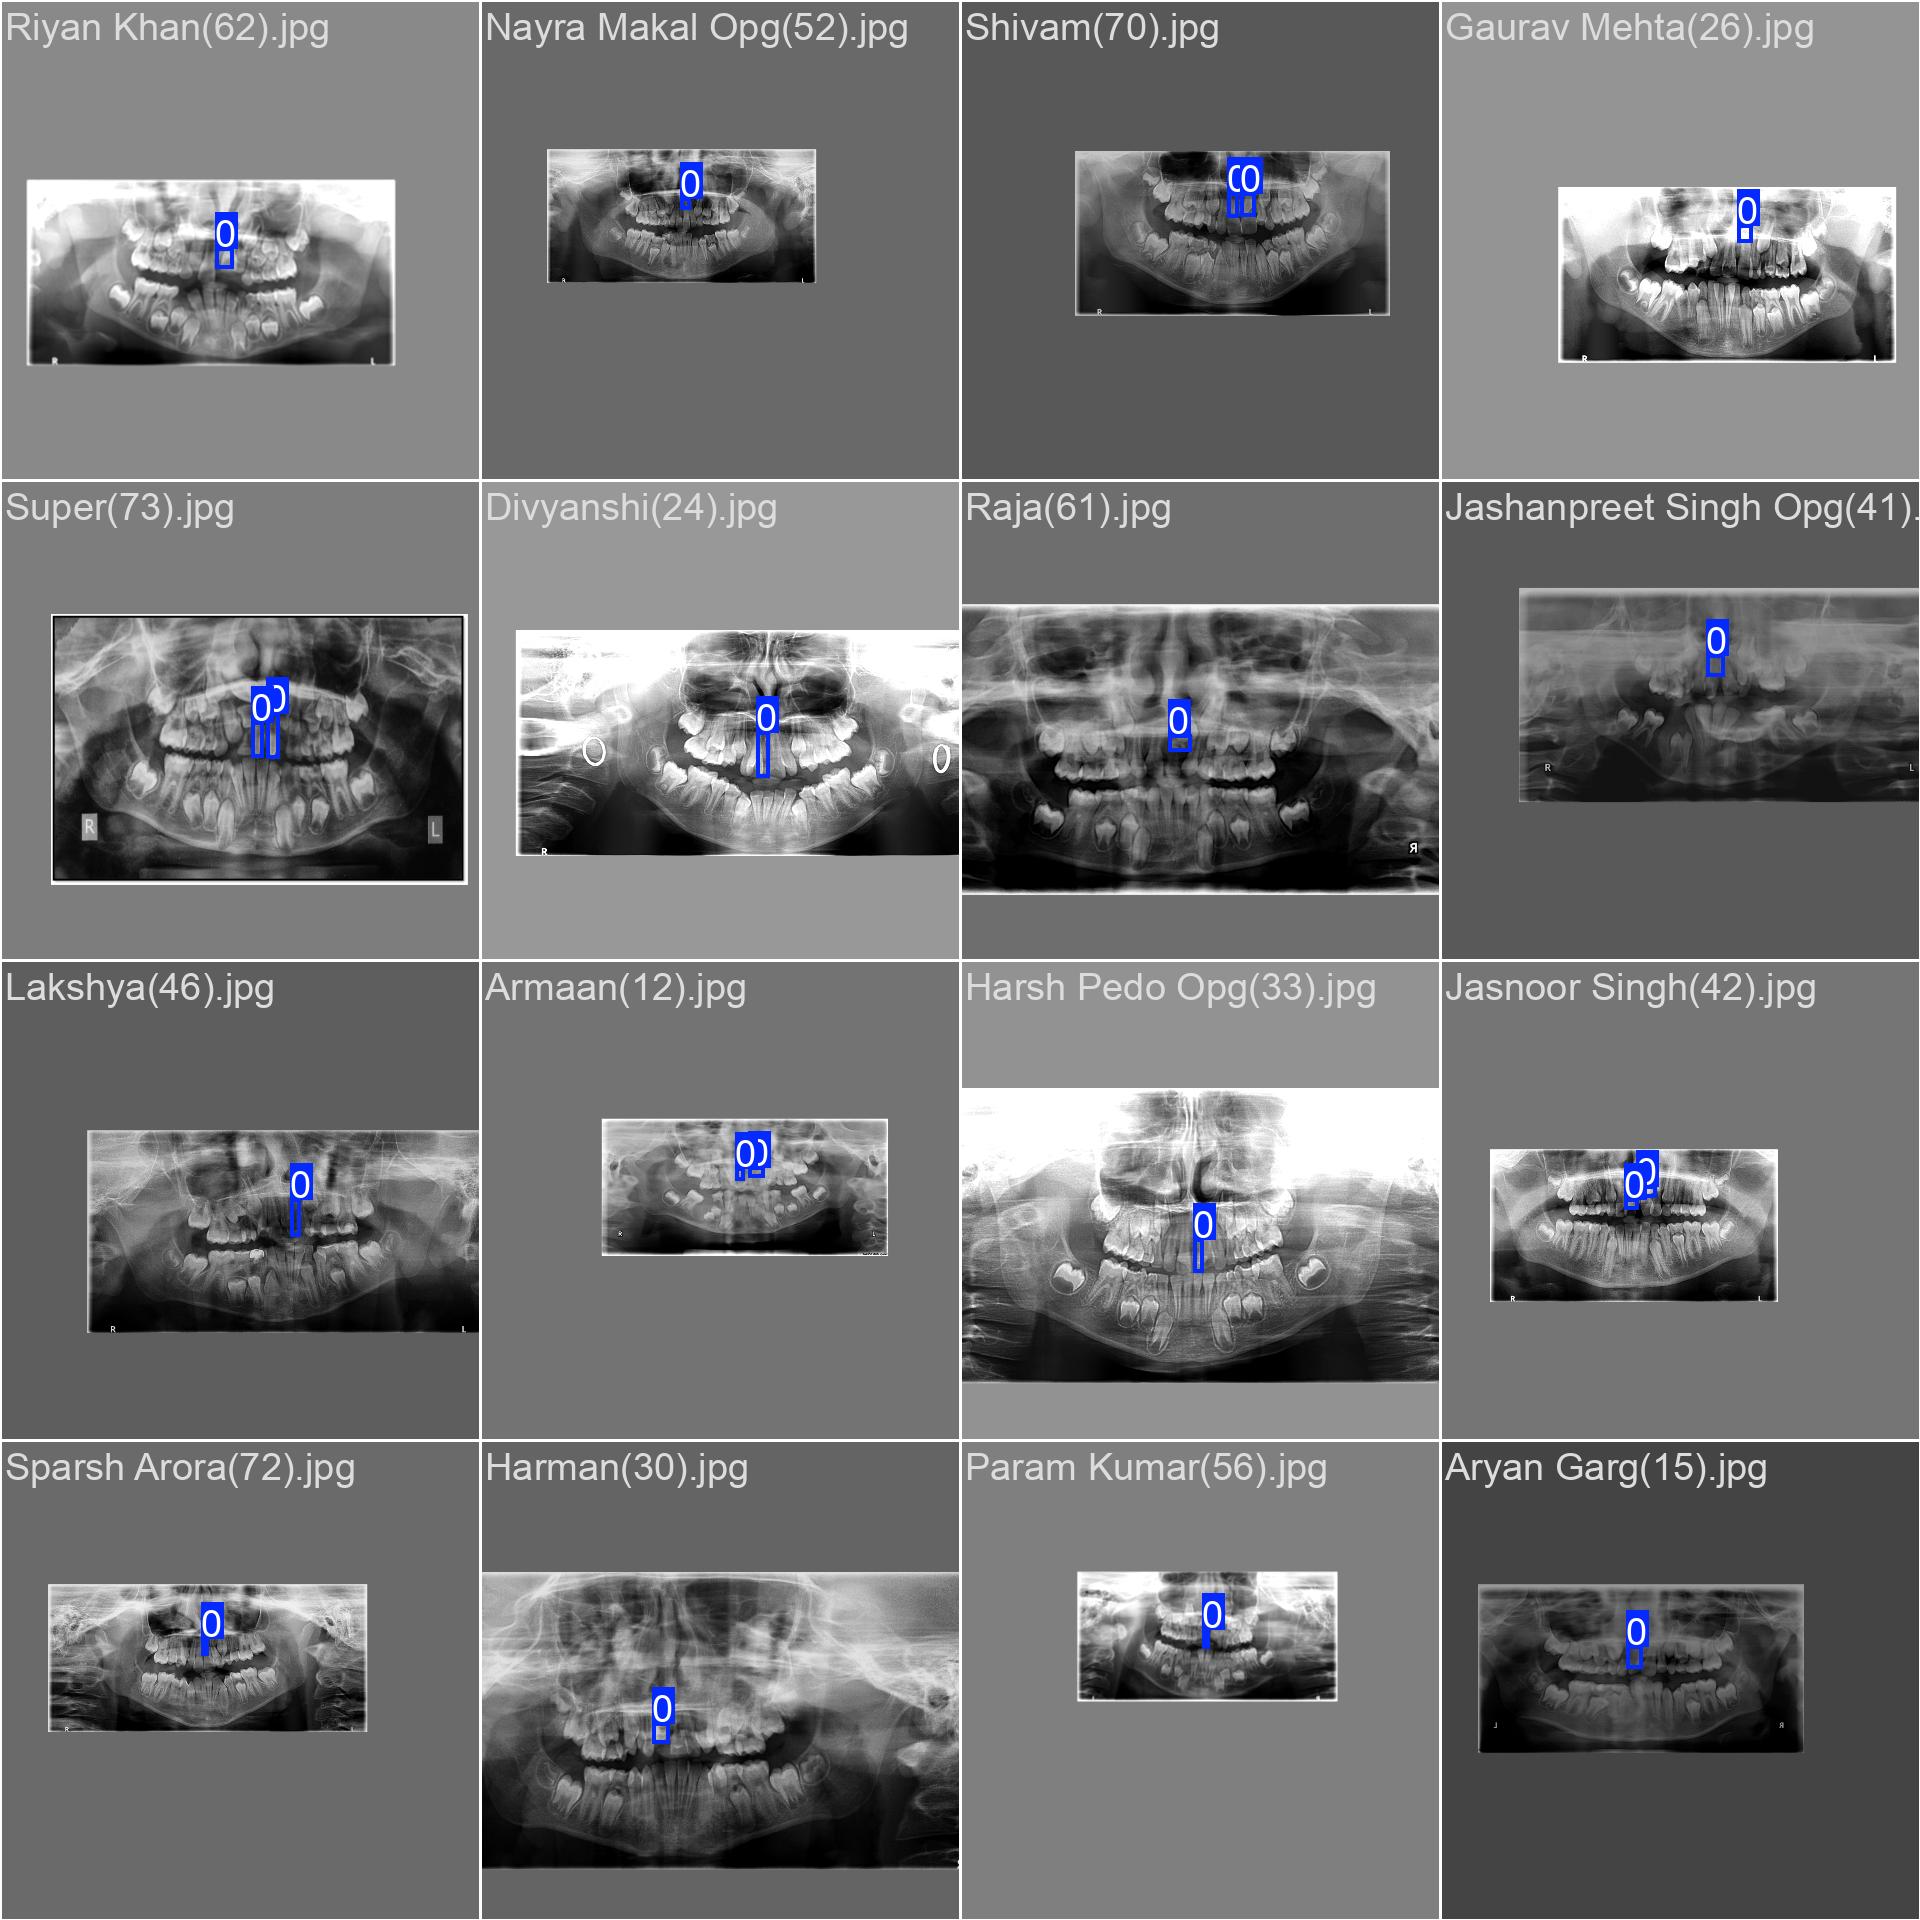 Riyan Khan(62).jpg
Nayra Makal Opg(52).jpg
Shivam(70).jpg
Gaurav Mehta(26).jpg
0
0
0 0
0
R L
R L
R L
R L
Super(73).jpg
Divyanshi(24).jpg
Raja(61).jpg
Jashanpreet Singh Opg(41).
0 0
0
0
0
R L
R
R
R L
Lakshya(46).jpg
Armaan(12).jpg
Harsh Pedo Opg(33).jpg
Jasnoor Singh(42).jpg
0
0 0
0
0 0
R L
R L
R L
Sparsh Arora(72).jpg
Harman(30).jpg
Param Kumar(56).jpg
Aryan Garg(15).jpg
0
0
0
0
R L
L R